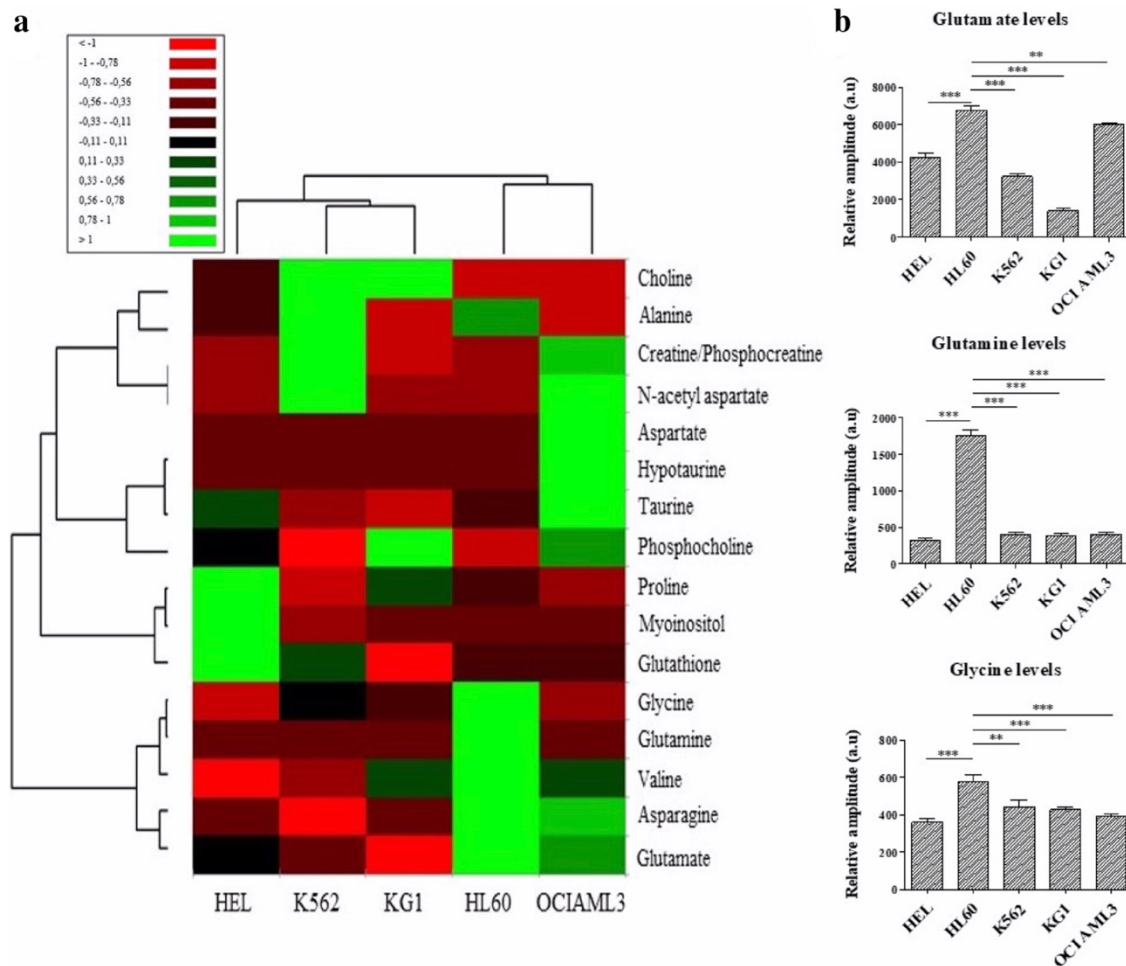 a
< -1
-1 - -0,78
-0,78 - -0,56
-0,56 - -0,33
-0,33 - -0,11
-0,11 - 0,11
0,11 - 0,33
0,33 - 0,56
0,56 - 0,78
0,78 - 1
> 1
Choline
Alanine
Creatine/Phosphocreatine
N-acetyl aspartate
Aspartate
Hypotaurine
Taurine
Phosphocholine
Proline
Myoinositol
Glutathione
Glycine
Glutamine
Valine
Asparagine
Glutamate
HEL K562 KG1 HL60 OCIAML3
b
Glutamate levels
**
***
*** ***
Relative amplitude (a.u)
8000
6000
4000
2000
0
HEL HL60 K562 KG1 OCI AML3
Glutamine levels
***
***
*** ***
Relative amplitude (a.u)
2000
1500
1000
500
0
HEL HL60 K562 KG1 OCI AML3
Glycine levels
***
***
*** **
Relative amplitude (a.u)
800
600
400
200
0
HEL HL60 K562 KG1 OCI AML3